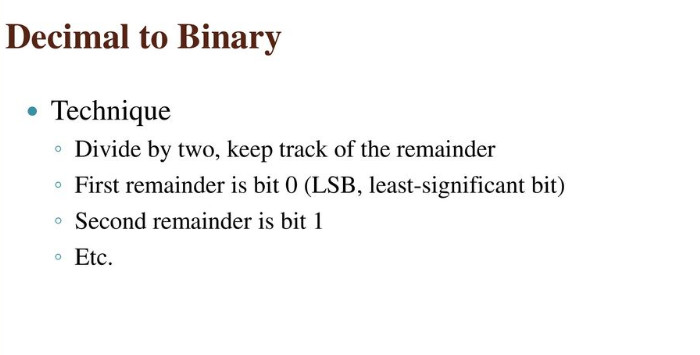 Decimal to Binary
• Technique
◦ Divide by two, keep track of the remainder
◦ First remainder is bit 0 (LSB, least-significant bit)
◦ Second remainder is bit 1
◦ Etc.